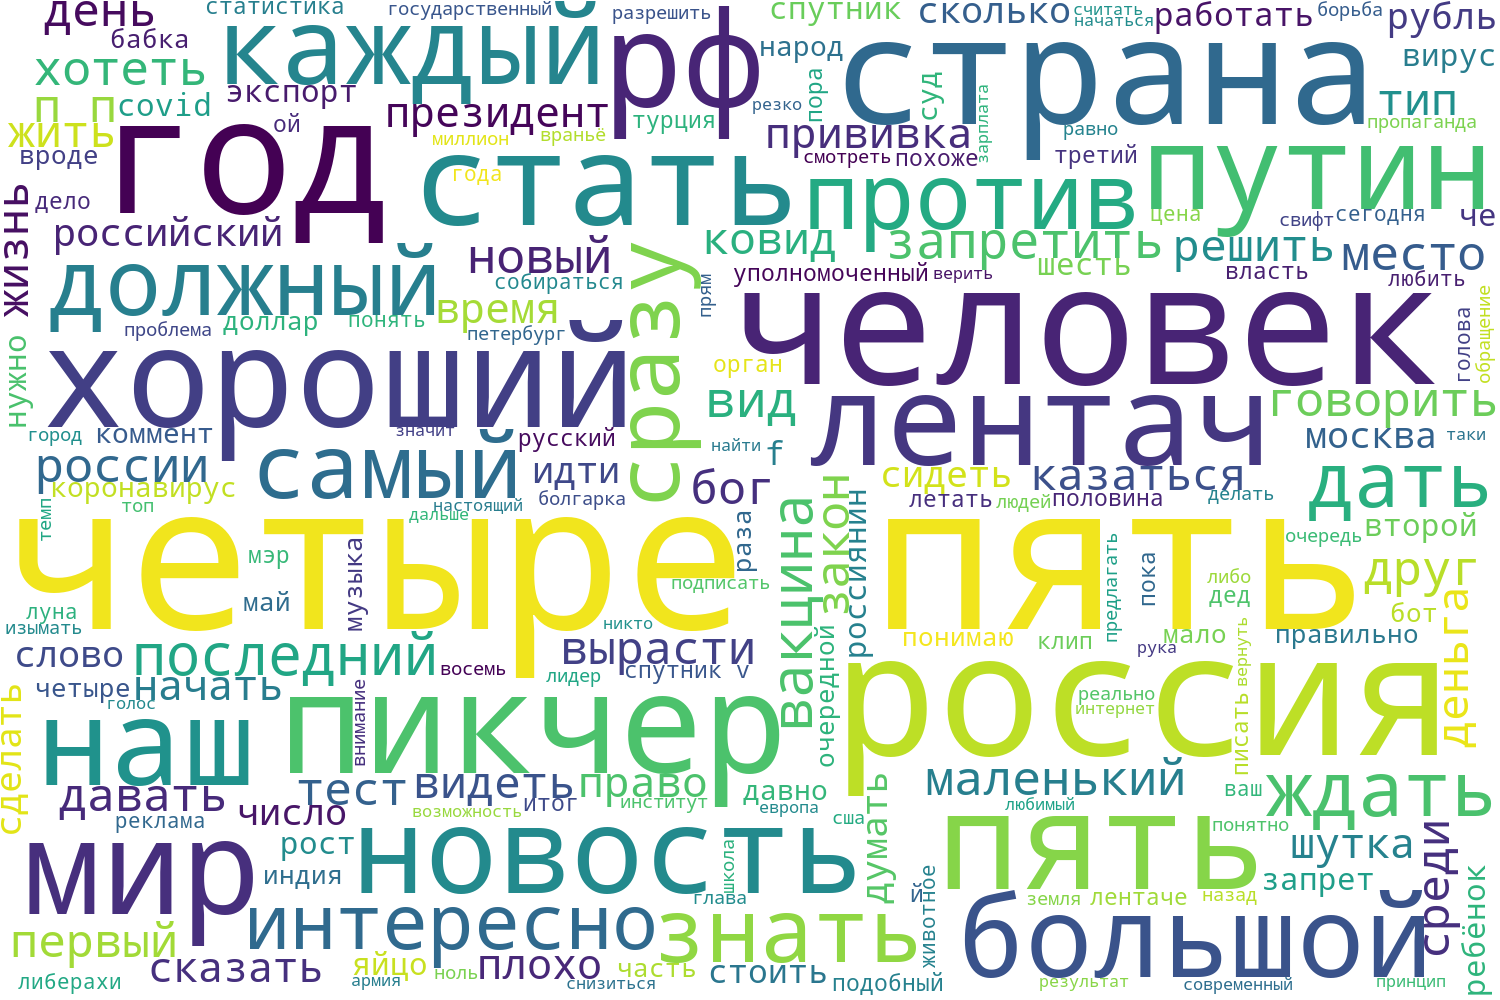 день
статистика
государственный
разрешить
спутник
сколько
считать
начаться
работать
борьба
рубль
бабка
каждый
рф
народ
страна
вирус
хотеть
экспорт
п п
covid
президент
резко
пора
суд
тип
жить
ой
миллион
враньё
турция
прививка
зарплата
равно
пропаганда
вроде
год
стать
года
смотреть
похоже
третий
путин
дело
против
цена
свифт
сегодня
че
жизнь
российский
новый
сразу
ковид
запретить
решить
место
должный
собираться
время
прям
уполномоченный
верить
шесть
власть
любить
проблема
доллар
понять
петербург
человек
голова
обращение
нужно
хороший
орган
вид
лентач
говорить
город
коммент
значит
русский
найти
f
москва
таки
россии
самый
идти
бог
сидеть
казаться
дать
коронавирус
топ
настоящий
болгарка
летать
людей
половина
делать
темп
дальше
четыре
вакцина
закон
россиянин
пять
очередь
второй
мэр
музыка
раза
подписать
предлагать
пока
либо
друг
май
дед
луна
изымать
никто
очередной
понимаю
клип
мало
бот
правильно
деньга
слово
последний
вырасти
рука
вернуть
четыре
начать
восемь
лидер
спутник v
россия
голос
внимание
реально
интернет
писать
сделать
наш
пикчер
давать
тест
видеть
право
давно
маленький
ваш
ждать
число
возможность
итог
институт
европа
любимый
реклама
сша
думать
пять
понятно
шутка
среди
рост
новость
индия
школа
мир
глава
й
животное
земля
лентаче
назад
запрет
ребёнок
первый
интересно
знать
большой
сказать
яйцо
плохо
часть
стоить
подобный
либерахи
армия
ноль
снизиться
результат
современный
принцип